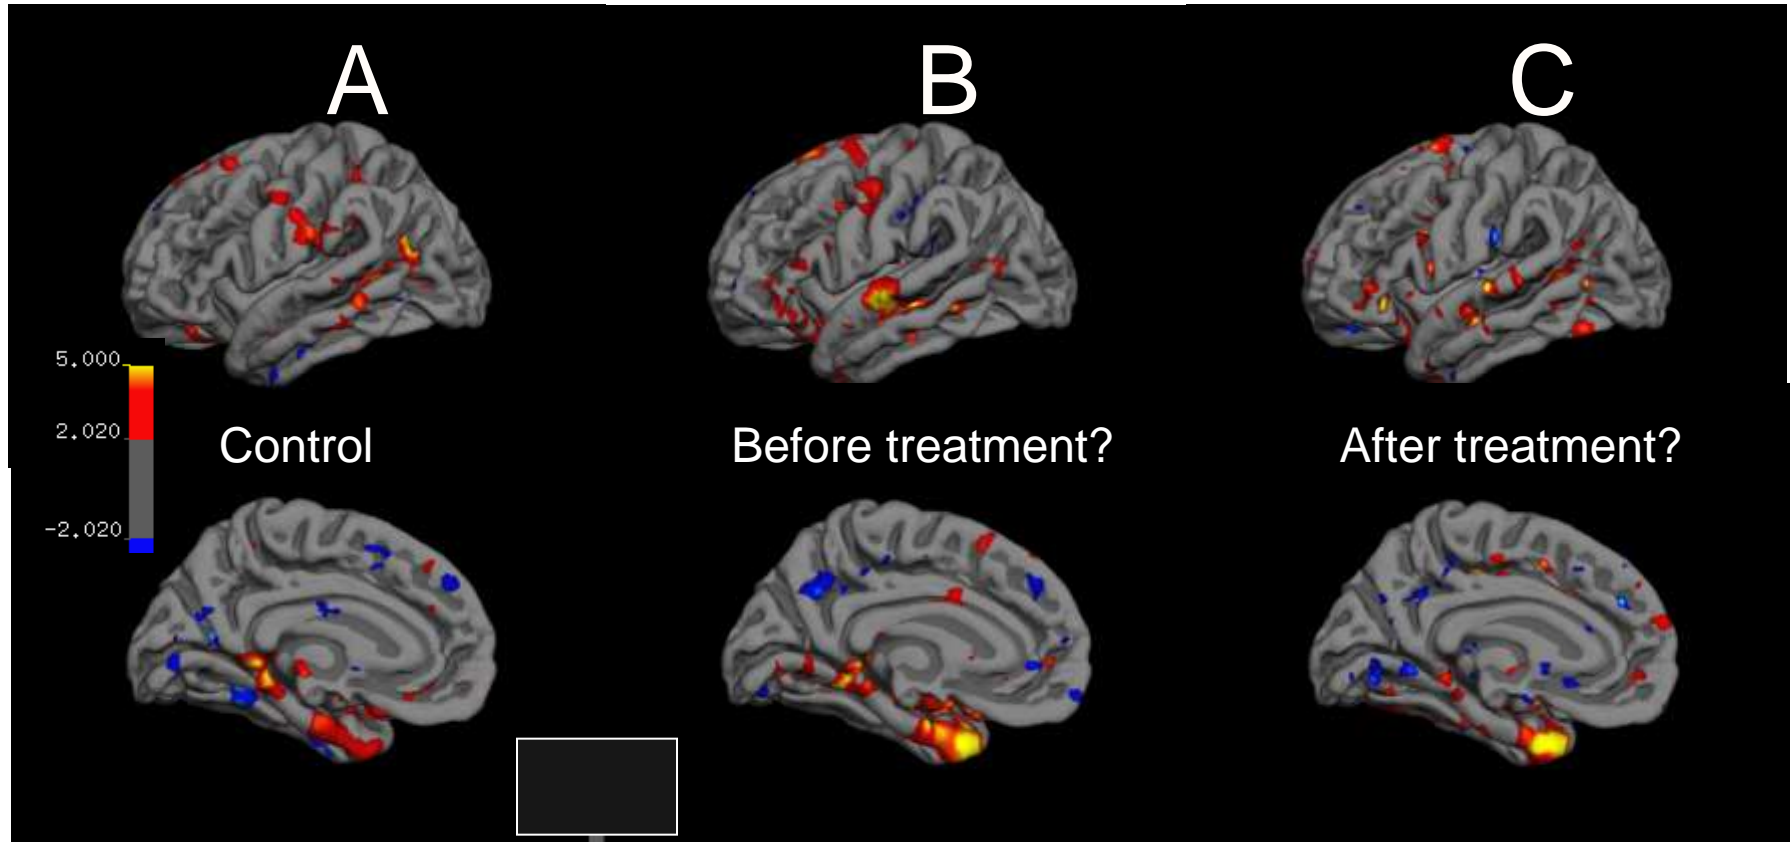 A
B
C
5.000
2.020
-2.020
Control
Before treatment?
After treatment?